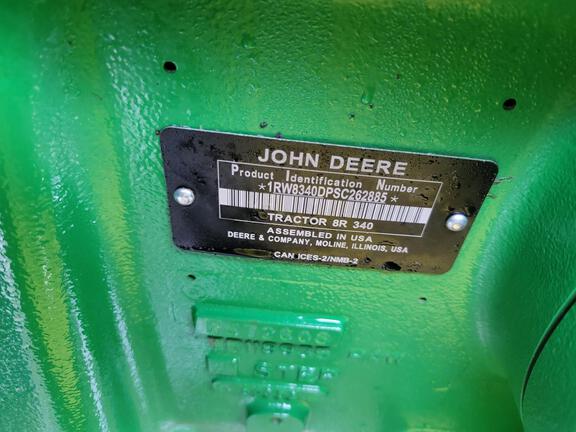 JOHN DEERE
Product Identification Number
*1RW8340DPSC262885*
TRACTOR 8R 340
ASSEMBLED IN USA
DEERE & COMPANY, MOLINE, ILLINOIS, USA
CAN ICES-2/NMB-2